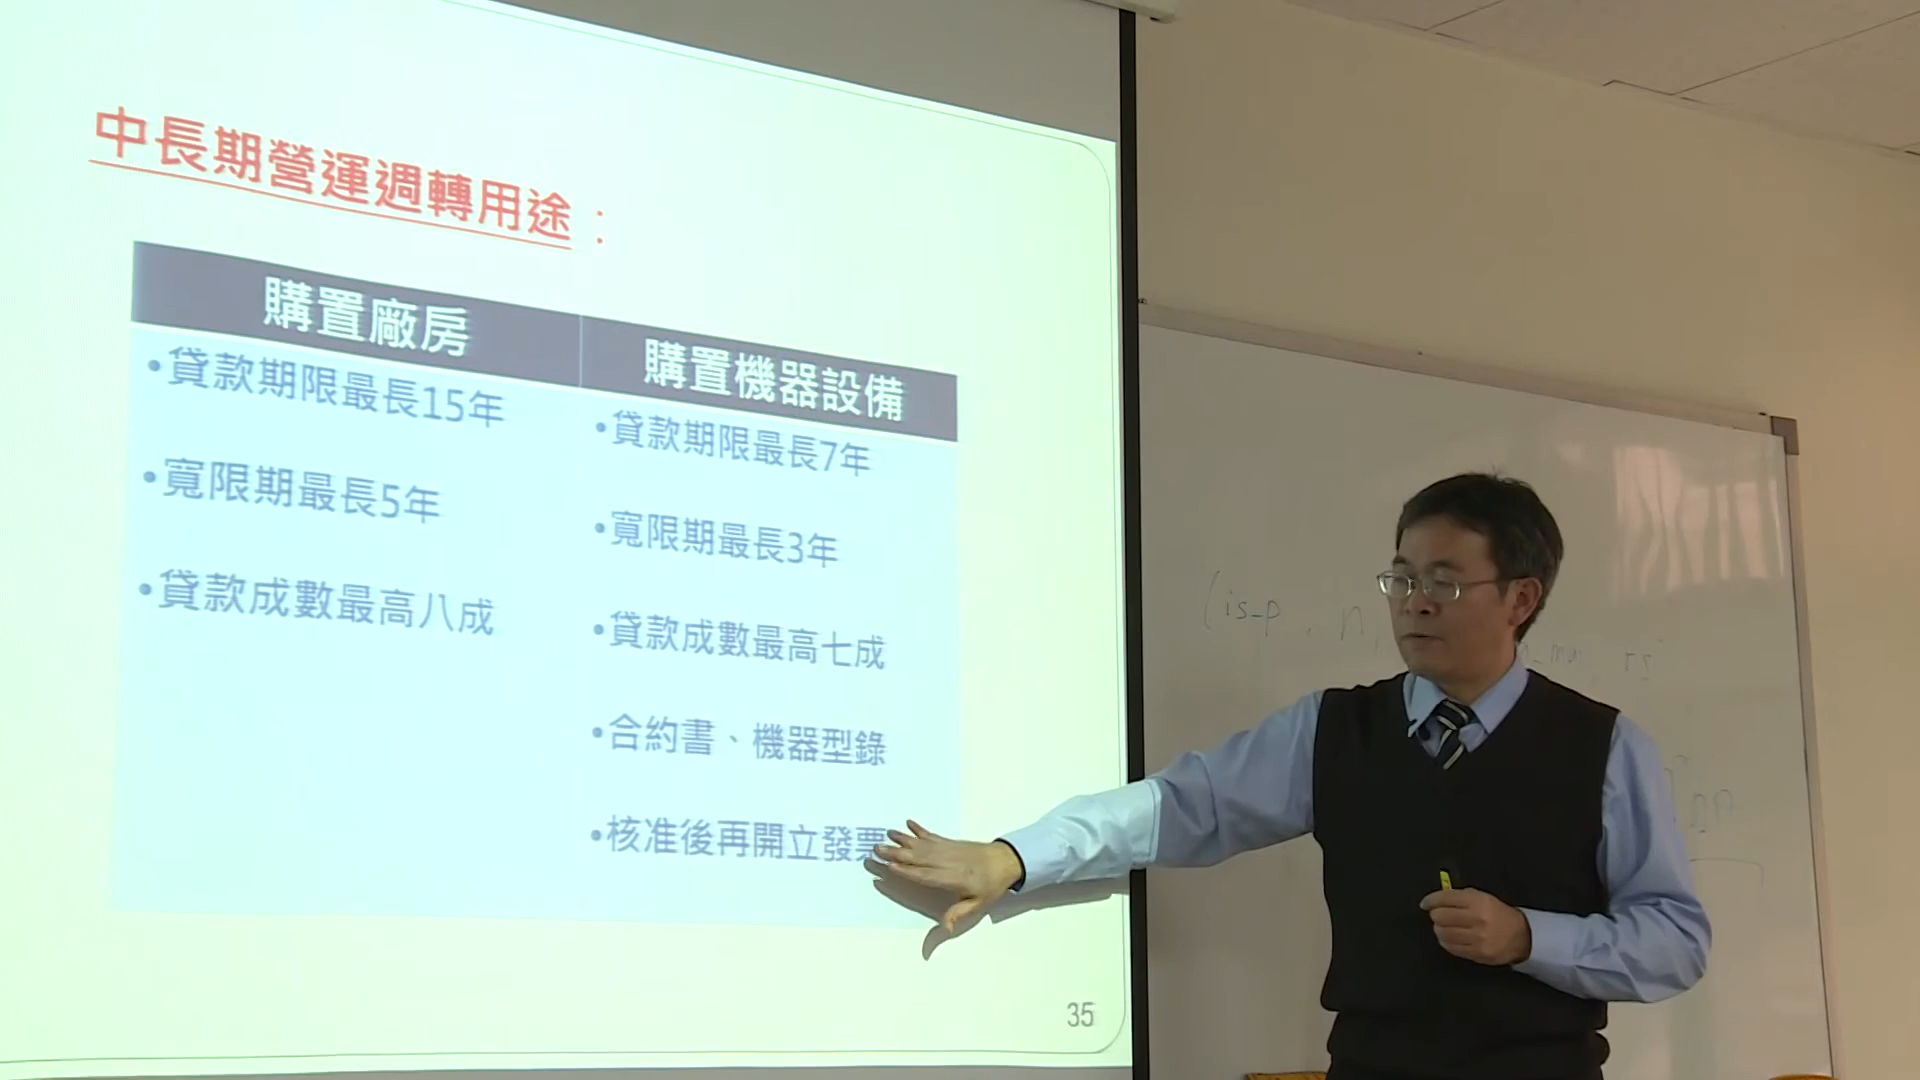 中長期營運週轉用途：
購置廠房
•貸款期限最長15年
•寬限期最長5年
•貸款成數最高八成
購置機器設備
•貸款期限最長7年
•寬限期最長3年
•貸款成數最高七成
•合約書、機器型錄
•核准後再開立發票
35
(is-p , n,